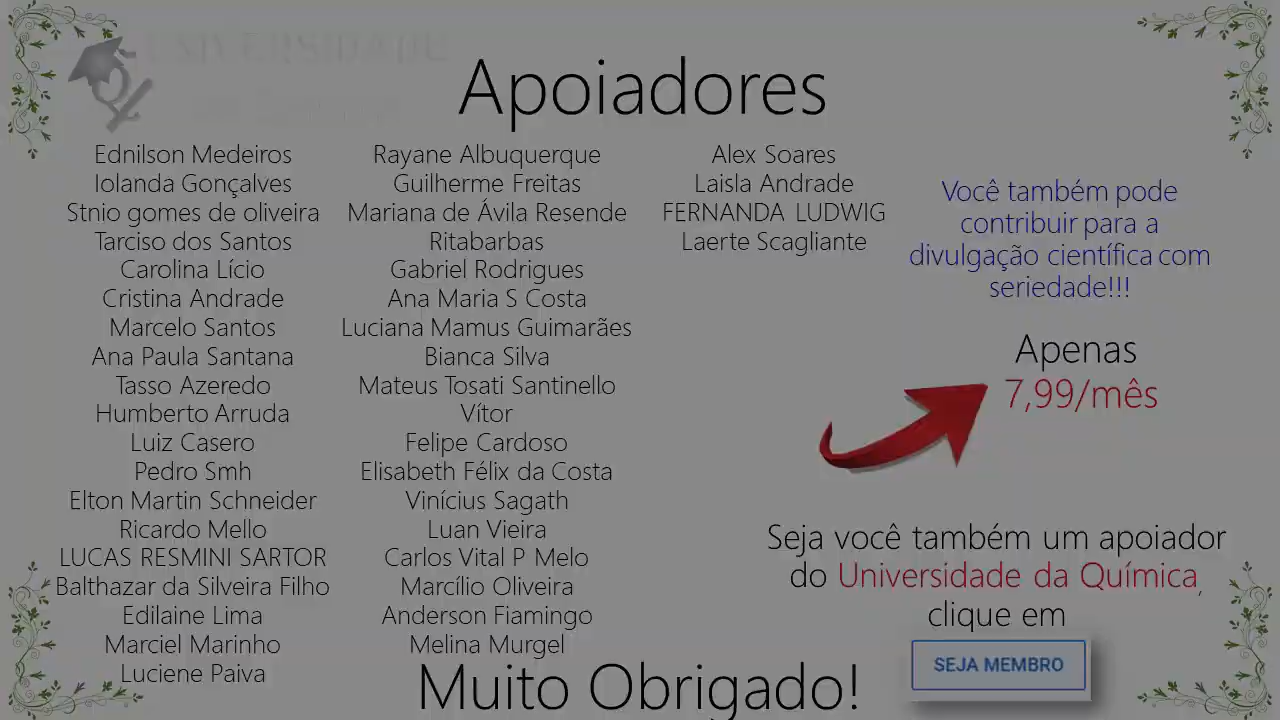 UNIVERSIDADE
Apoiadores
Ednilson Medeiros
Iolanda Gonçalves
Stnio gomes de oliveira
Tarciso dos Santos
Carolina Lício
Cristina Andrade
Marcelo Santos
Ana Paula Santana
Tasso Azeredo
Humberto Arruda
Luiz Casero
Pedro Smh
Elton Martin Schneider
Ricardo Mello
LUCAS RESMINI SARTOR
Balthazar da Silveira Filho
Edilaine Lima
Marciel Marinho
Luciene Paiva
Rayane Albuquerque
Guilherme Freitas
Mariana de Ávila Resende
Ritabarbas
Gabriel Rodrigues
Ana Maria S Costa
Luciana Mamus Guimarães
Bianca Silva
Mateus Tosati Santinello
Vítor
Felipe Cardoso
Elisabeth Félix da Costa
Vinícius Sagath
Luan Vieira
Carlos Vital P Melo
Marcílio Oliveira
Anderson Fiamingo
Melina Murgel
Alex Soares
Laisla Andrade
FERNANDA LUDWIG
Laerte Scagliante
Você também pode
contribuir para a
divulgação científica com
seriedade!!!
Apenas
7,99/mês
Seja você também um apoiador
do Universidade da Química,
clique em
SEJA MEMBRO
Muito Obrigado!